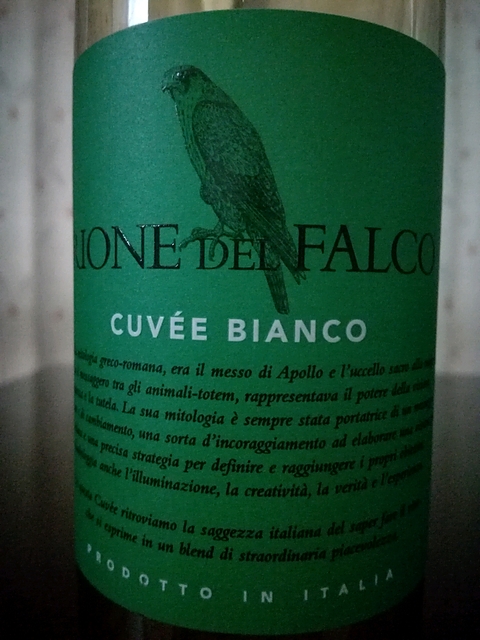 RIONE DEL FALCO
CUVÉE BIANCO
greco-romana, era il messo di Apollo e l'uccello sacro
messaggero tra gli animali-totem, rappresentava il potere della
e la tutela. La sua mitologia è sempre stata portatrice di un
di cambiamento, una sorta d'incoraggiamento ad elaborare una
e una precisa strategia per definire e raggiungere i propri
anche l'illuminazione, la creatività, la verità e
Cuvée ritroviamo la saggezza italiana del saper fare il
che si esprime in un blend di straordinaria piacevolezza.
PRODOTTO IN ITALIA